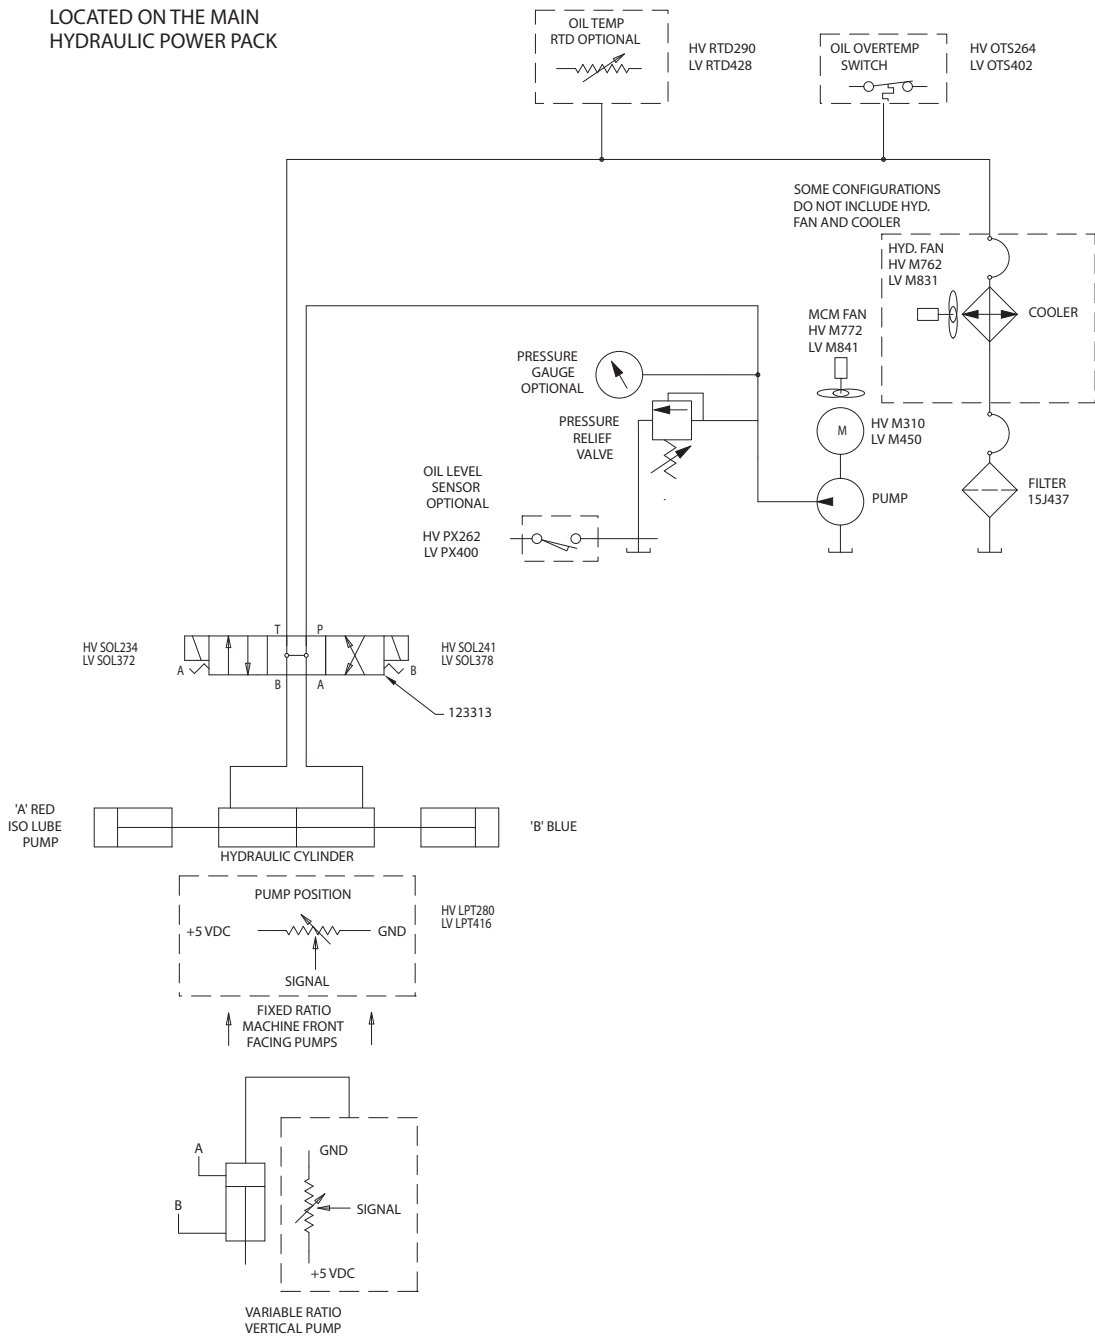 LOCATED ON THE MAIN
HYDRAULIC POWER PACK
OIL TEMP
RTD OPTIONAL
HV RTD290
LV RTD428
OIL OVERTEMP
SWITCH
HV OTS264
LV OTS402
SOME CONFIGURATIONS
DO NOT INCLUDE HYD.
FAN AND COOLER
HYD. FAN
HV M762
LV M831
COOLER
MCM FAN
HV M772
LV M841
PRESSURE
GAUGE
OPTIONAL
PRESSURE
RELIEF
VALVE
M
HV M310
LV M450
OIL LEVEL
SENSOR
OPTIONAL
PUMP
FILTER
15J437
HV PX262
LV PX400
T P
HV SOL234
LV SOL372
HV SOL241
LV SOL378
A
B
B A
123313
'A' RED
ISO LUBE
PUMP
'B' BLUE
HYDRAULIC CYLINDER
PUMP POSITION
HV LPT280
LV LPT416
+5 VDC
GND
SIGNAL
FIXED RATIO
MACHINE FRONT
FACING PUMPS
A
GND
B
SIGNAL
+5 VDC
VARIABLE RATIO
VERTICAL PUMP